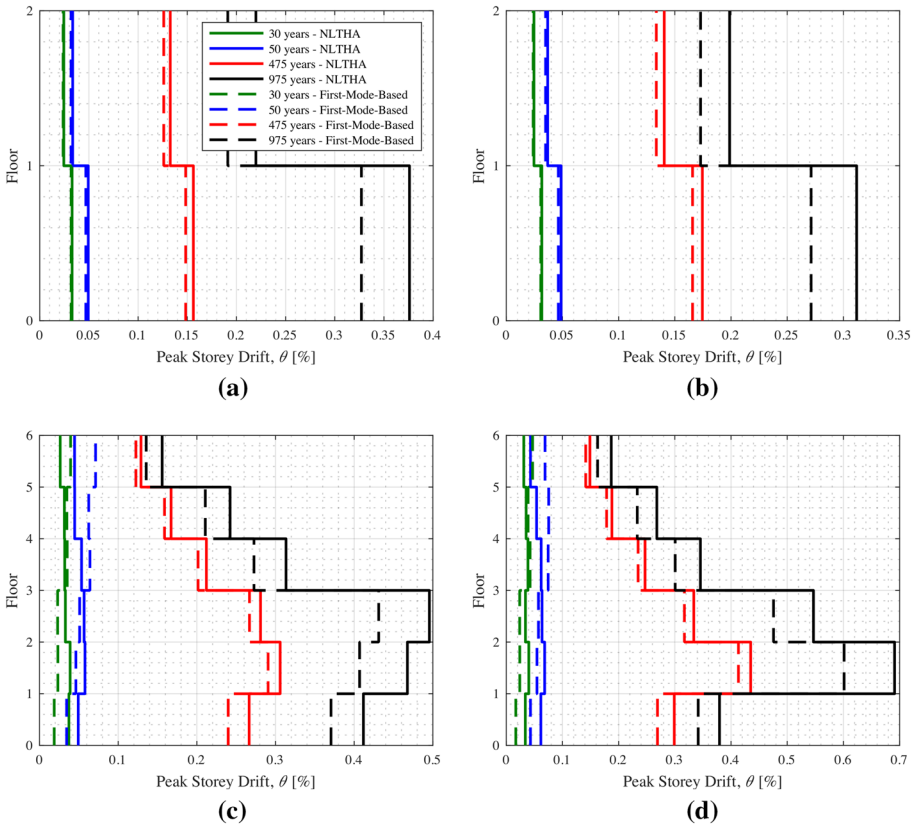 2
1
0
Floor
0 0.05 0.1 0.15 0.2 0.25 0.3 0.35 0.4
Peak Storey Drift, θ [%]
30 years - NLTHA
50 years - NLTHA
475 years - NLTHA
975 years - NLTHA
30 years - First-Mode-Based
50 years - First-Mode-Based
475 years - First-Mode-Based
975 years - First-Mode-Based
(a)
2
1
0
Floor
0 0.05 0.1 0.15 0.2 0.25 0.3 0.35
Peak Storey Drift, θ [%]
(b)
6
5
4
3
2
1
0
Floor
0 0.1 0.2 0.3 0.4 0.5
Peak Storey Drift, θ [%]
(c)
6
5
4
3
2
1
0
Floor
0 0.1 0.2 0.3 0.4 0.5 0.6 0.7
Peak Storey Drift, θ [%]
(d)